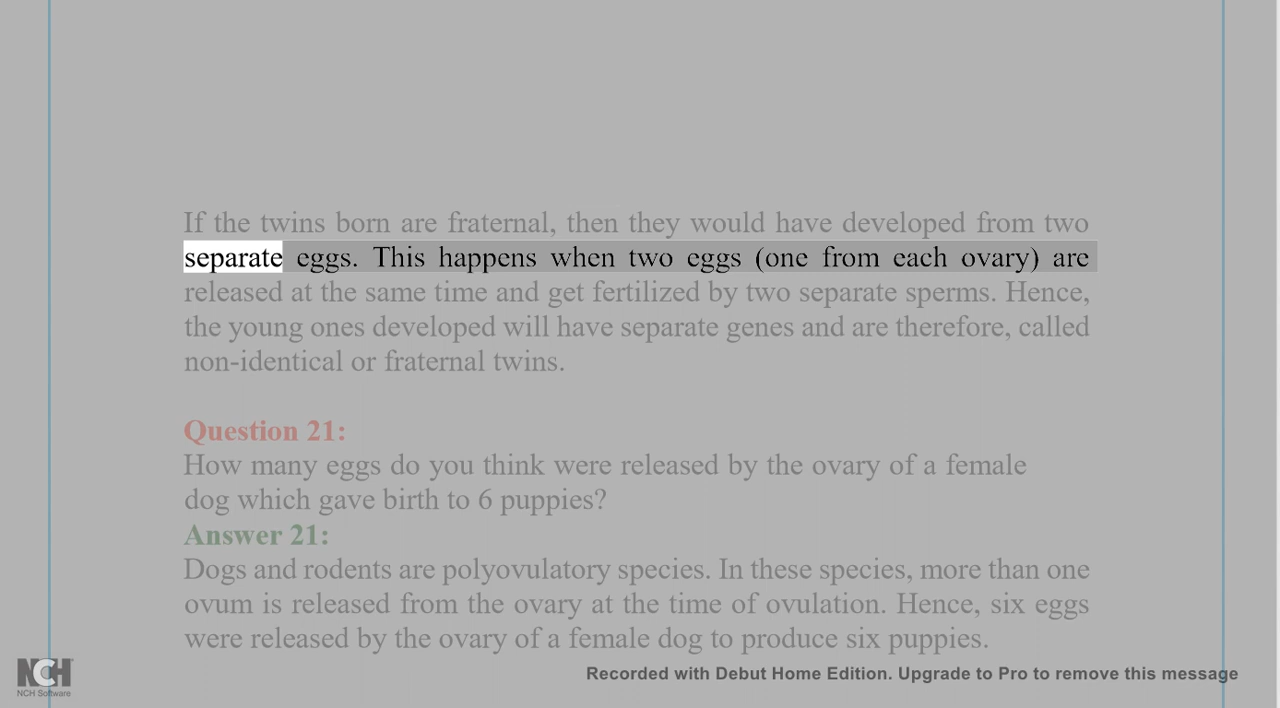 If the twins born are fraternal, then they would have developed from two
separate eggs. This happens when two eggs (one from each ovary) are
released at the same time and get fertilized by two separate sperms. Hence,
the young ones developed will have separate genes and are therefore, called
non-identical or fraternal twins.
Question 21:
How many eggs do you think were released by the ovary of a female
dog which gave birth to 6 puppies?
Answer 21:
Dogs and rodents are polyovulatory species. In these species, more than one
ovum is released from the ovary at the time of ovulation. Hence, six eggs
were released by the ovary of a female dog to produce six puppies.
NCH
NCH Software
Recorded with Debut Home Edition. Upgrade to Pro to remove this message